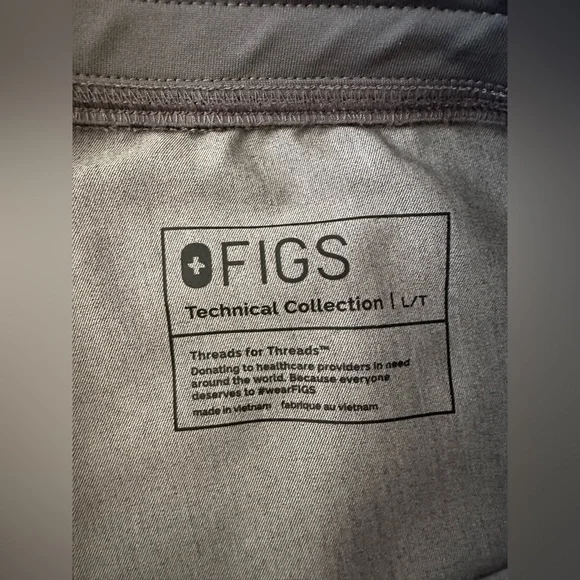 FIGS
Technical Collection | L/T
Threads for Threads™
Donating to healthcare providers in need
around the world. Because everyone
deserves to #wearFIGS
made in vietnam fabriqué au vietnam